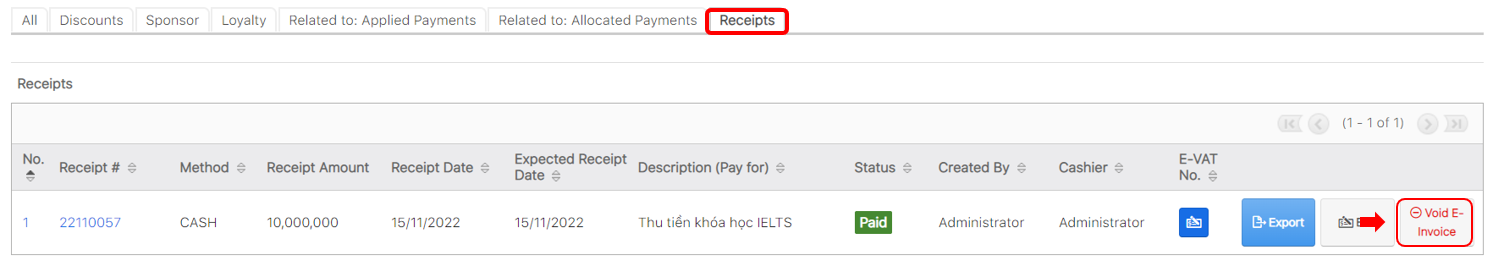 All Discounts Sponsor Loyalty Related to: Applied Payments Related to: Allocated Payments Receipts
Receipts
(1 - 1 of 1)
No. Receipt # Method Receipt Amount Receipt Date Expected Receipt Date Description (Pay for) Status Created By Cashier E-VAT No.
1 22110057 CASH 10,000,000 15/11/2022 15/11/2022 Thu tiền khóa học IELTS Paid Administrator Administrator Export Void E-
Invoice